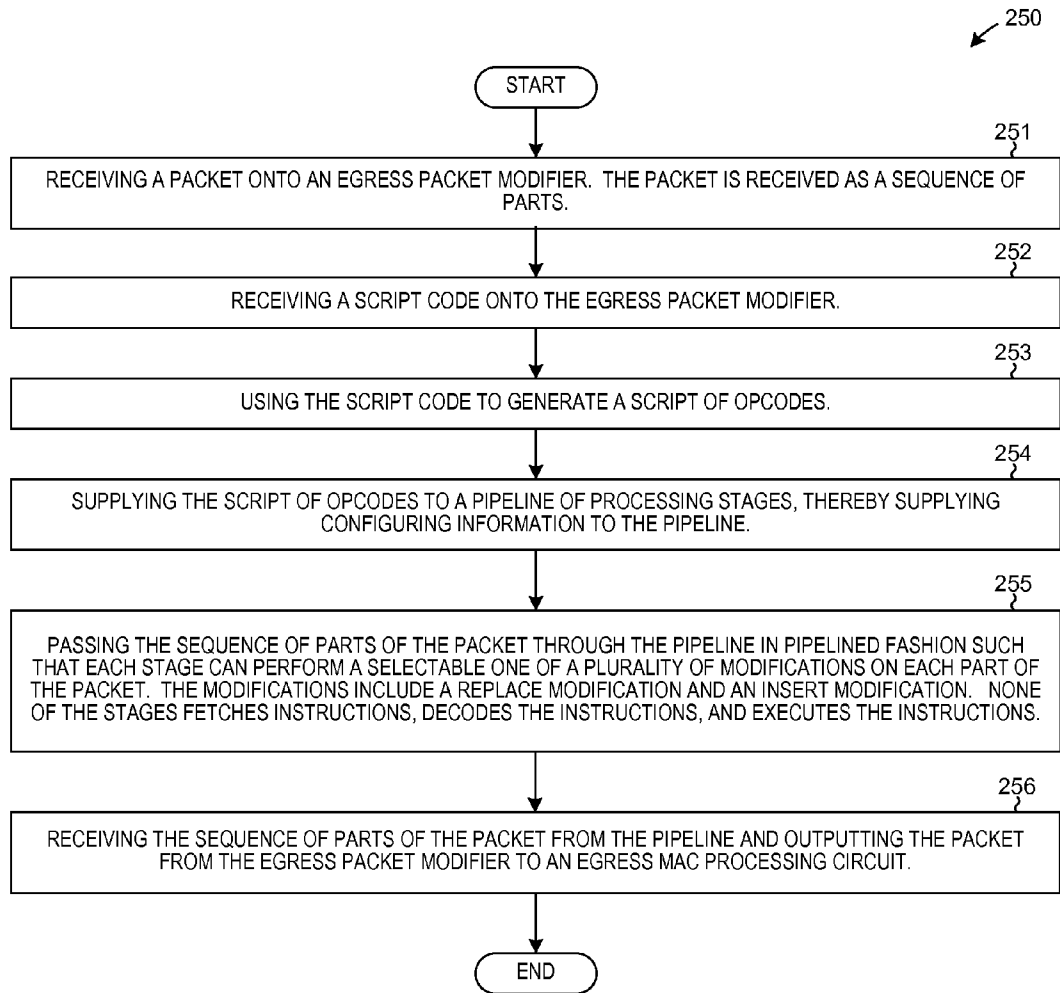 250
START
251
RECEIVING A PACKET ONTO AN EGRESS PACKET MODIFIER. THE PACKET IS RECEIVED AS A SEQUENCE OF
PARTS.
252
RECEIVING A SCRIPT CODE ONTO THE EGRESS PACKET MODIFIER.
253
USING THE SCRIPT CODE TO GENERATE A SCRIPT OF OPCODES.
254
SUPPLYING THE SCRIPT OF OPCODES TO A PIPELINE OF PROCESSING STAGES, THEREBY SUPPLYING
CONFIGURING INFORMATION TO THE PIPELINE.
255
PASSING THE SEQUENCE OF PARTS OF THE PACKET THROUGH THE PIPELINE IN PIPELINED FASHION SUCH
THAT EACH STAGE CAN PERFORM A SELECTABLE ONE OF A PLURALITY OF MODIFICATIONS ON EACH PART OF
THE PACKET. THE MODIFICATIONS INCLUDE A REPLACE MODIFICATION AND AN INSERT MODIFICATION. NONE
OF THE STAGES FETCHES INSTRUCTIONS, DECODES THE INSTRUCTIONS, AND EXECUTES THE INSTRUCTIONS.
256
RECEIVING THE SEQUENCE OF PARTS OF THE PACKET FROM THE PIPELINE AND OUTPUTTING THE PACKET
FROM THE EGRESS PACKET MODIFIER TO AN EGRESS MAC PROCESSING CIRCUIT.
END